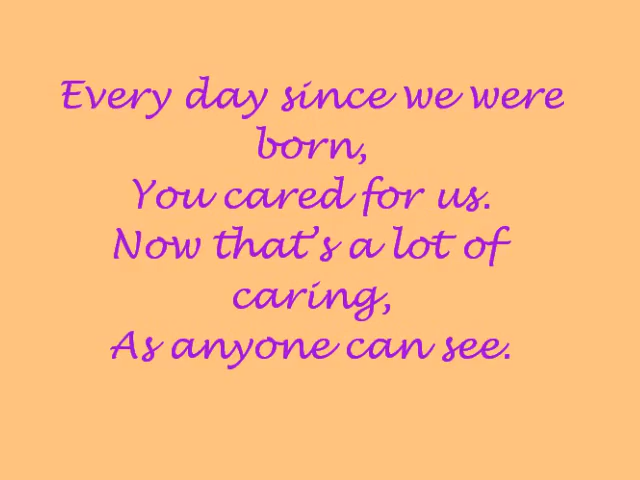 Every day since we were
born,
You cared for us.
Now that's a lot of
caring,
As anyone can see.